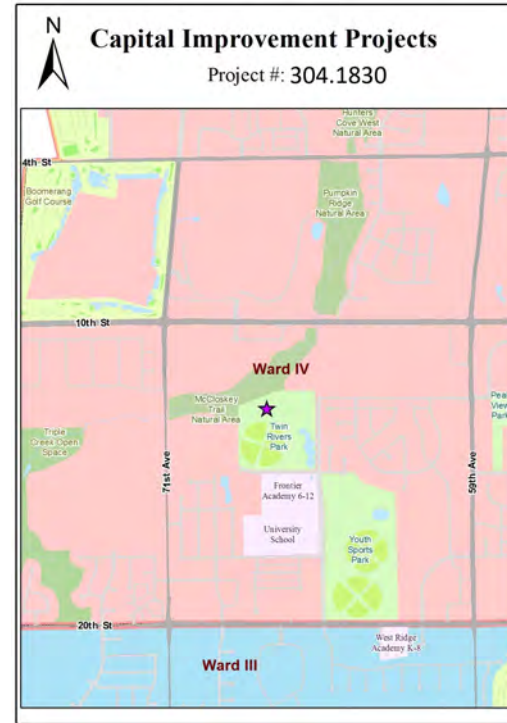 N
Capital Improvement Projects
Project #: 304.1830
Hunters
Cove West
Natural Area
4th St
Boomerang
Golf Course
Pumpkin
Ridge
Natural Area
10th St
Ward IV
McCloskey
Trail
Natural Area
Twin
Rivers
Park
Triple
Creek Open
Space
71st Ave
59th Ave
Frontier
Academy 6-12
University
School
Youth
Sports
Park
20th St
West Ridge
Academy K-8
Ward III